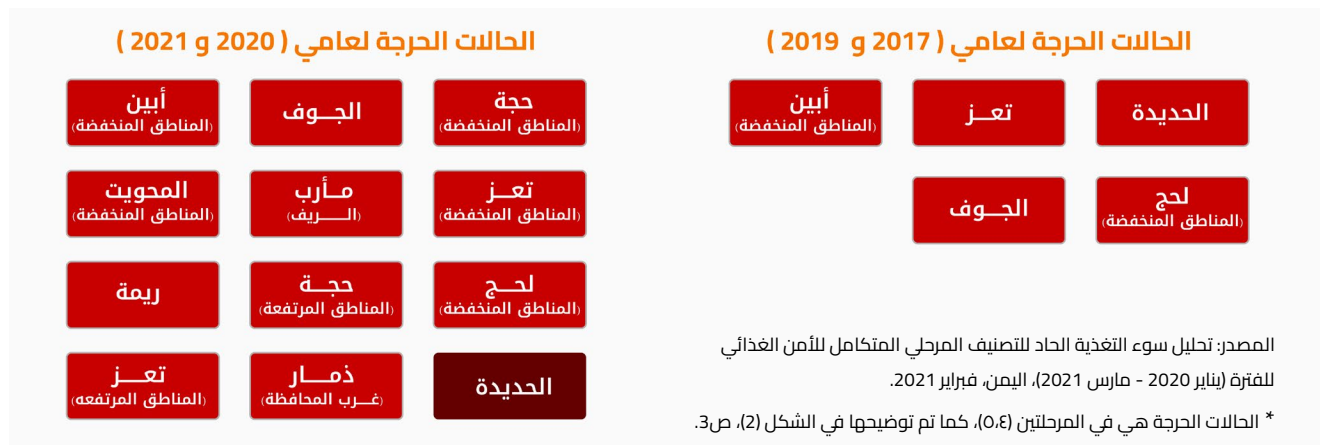 الحالات الحرجة لعامي ( 2017 و 2019 )
الحديدة
تعــز
أبين
(المناطق المنخفضة)
لحج
(المناطق المنخفضة)
الجــوف
المصدر: تحليل سوء التغذية الحاد للتصنيف المرحلي المتكامل للأمن الغذائي
للفترة (يناير 2020 - مارس 2021)، اليمن، فبراير 2021.
* الحالات الحرجة هي في المرحلتين (٥،٤)، كما تم توضيحها في الشكل (2)، ص3.
الحالات الحرجة لعامي ( 2020 و 2021 )
حجة
(المناطق المنخفضة)
الجــوف
أبين
(المناطق المنخفضة)
تعــز
(المناطق المنخفضة)
مــأرب
(الـــــريف)
المحويت
(المناطق المنخفضة)
لحــج
(المناطق المنخفضة)
حجــة
(المناطق المرتفعة)
ريمة
الحديدة
ذمــــار
(غـــرب المحافظة)
تعــــز
(المناطق المرتفعه)